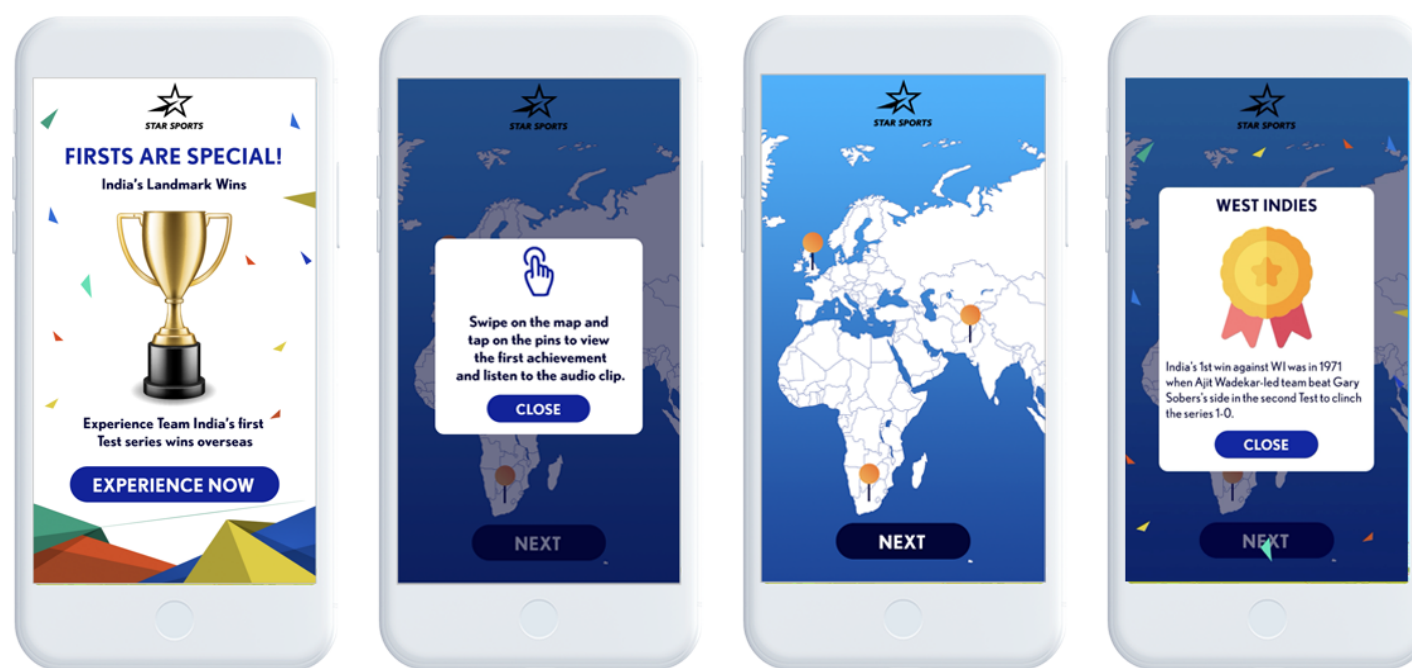 STAR SPORTS
FIRSTS ARE SPECIAL!
India's Landmark Wins
Experience Team India's first
Test series wins overseas
EXPERIENCE NOW
STAR SPORTS
Swipe on the map and
tap on the pins to view
the first achievement
and listen to the audio clip.
CLOSE
NEXT
STAR SPORTS
NEXT
STAR SPORTS
WEST INDIES
India's 1st win against WI was in 1971
when Ajit Wadekar-led team beat Gary
Sobers's side in the second Test to clinch
the series 1-0.
CLOSE
NEXT